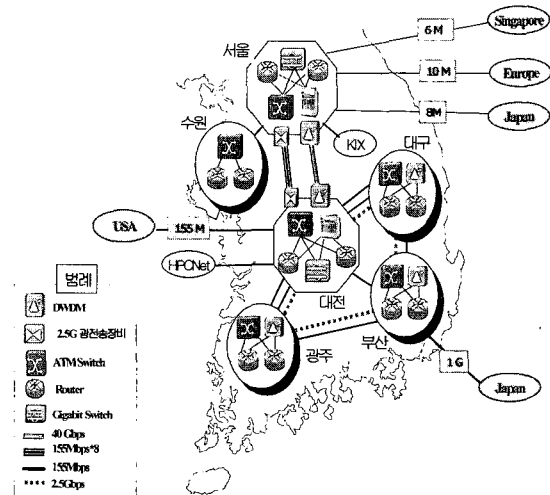 Singapore
6 M
서울
10 M
Europe
8M
Japan
수원
KIX
대구
USA
155 M
HPCNet
대전
범례
DWDM
2.5G 광전송장비
ATM Switch
Router
Gigabit Switch
40 Gbps
155Mbps*8
155Mbps
2.5Gbps
광주
부산
1 G
Japan